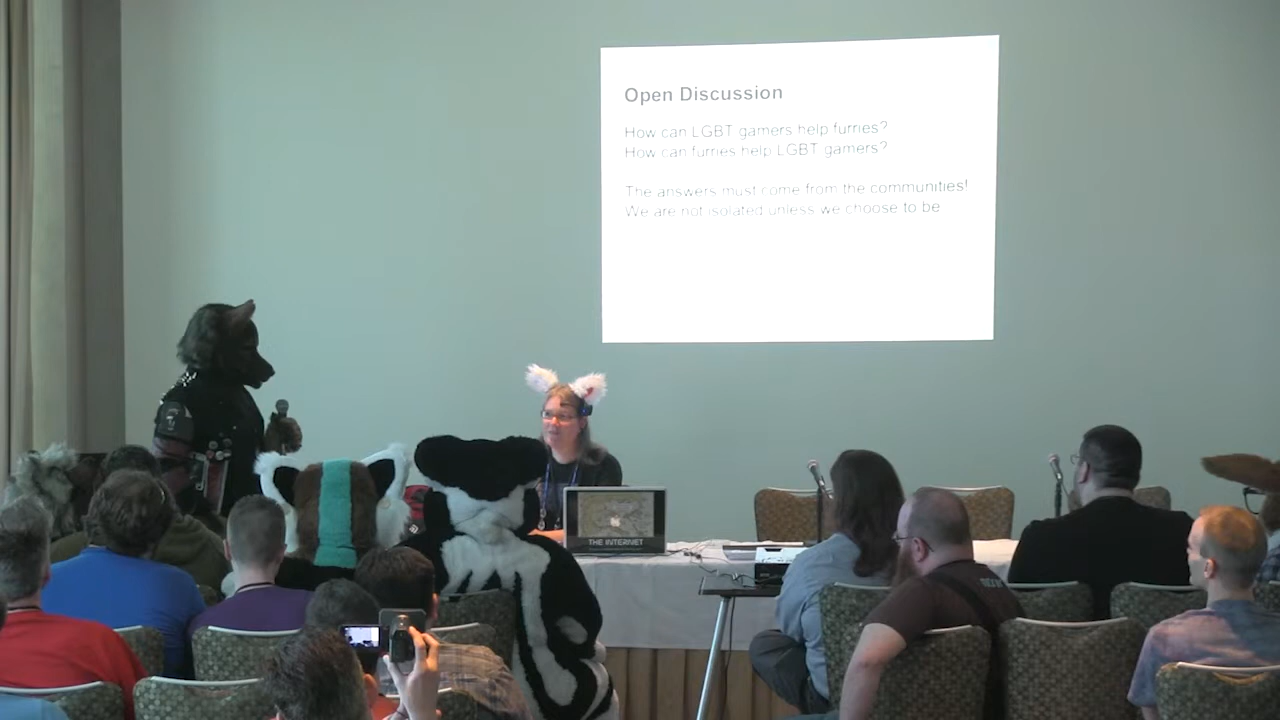 Open Discussion
How can LGBT gamers help furries?
How can furries help LGBT gamers?
The answers must come from the communities!
We are not isolated unless we choose to be
THE INTERNET